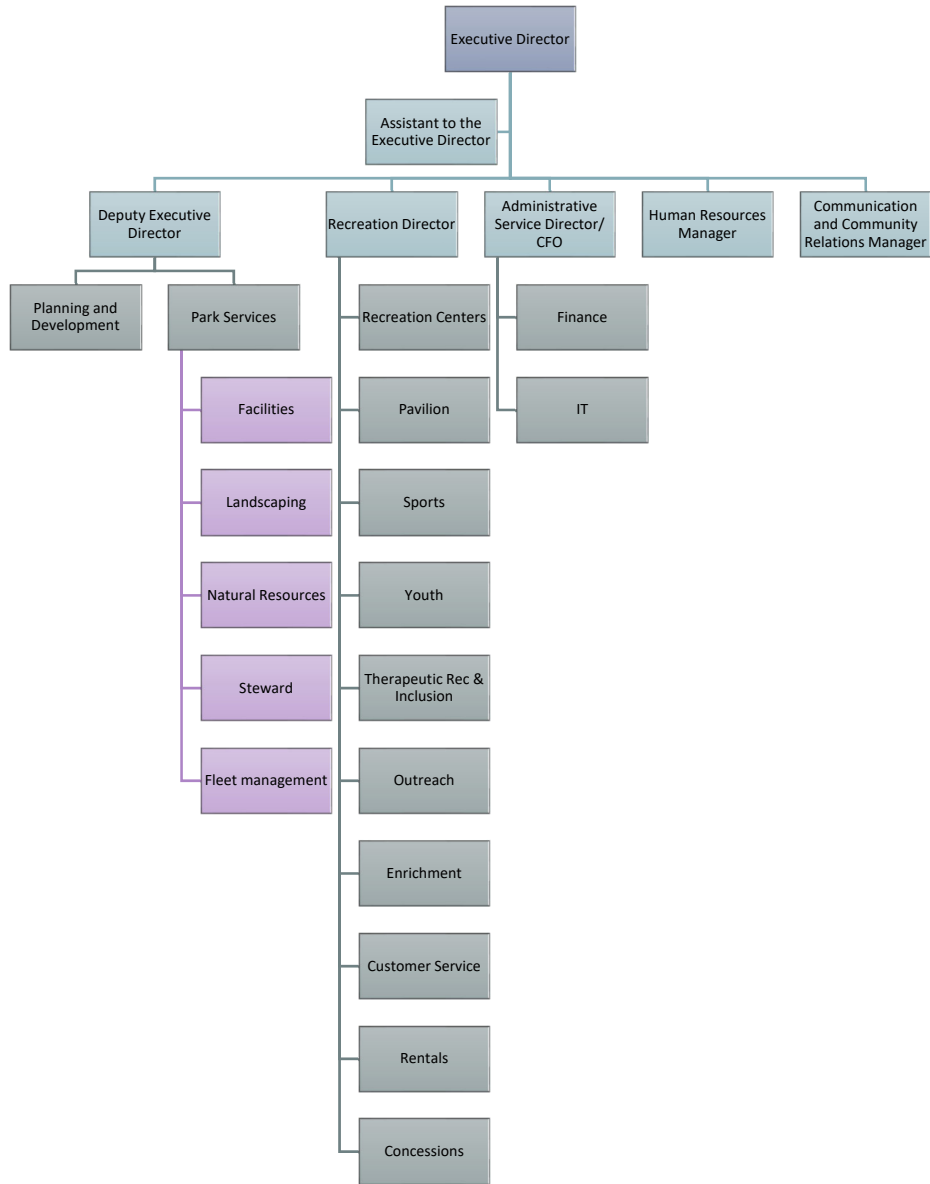 Executive Director
Assistant to the
Executive Director
Deputy Executive
Director
Recreation Director
Administrative
Service Director/
CFO
Human Resources
Manager
Communication
and Community
Relations Manager
Planning and
Development
Park Services
Facilities
Landscaping
Natural Resources
Steward
Fleet management
Recreation Centers
Pavilion
Sports
Youth
Therapeutic Rec &
Inclusion
Outreach
Enrichment
Customer Service
Rentals
Concessions
Finance
IT